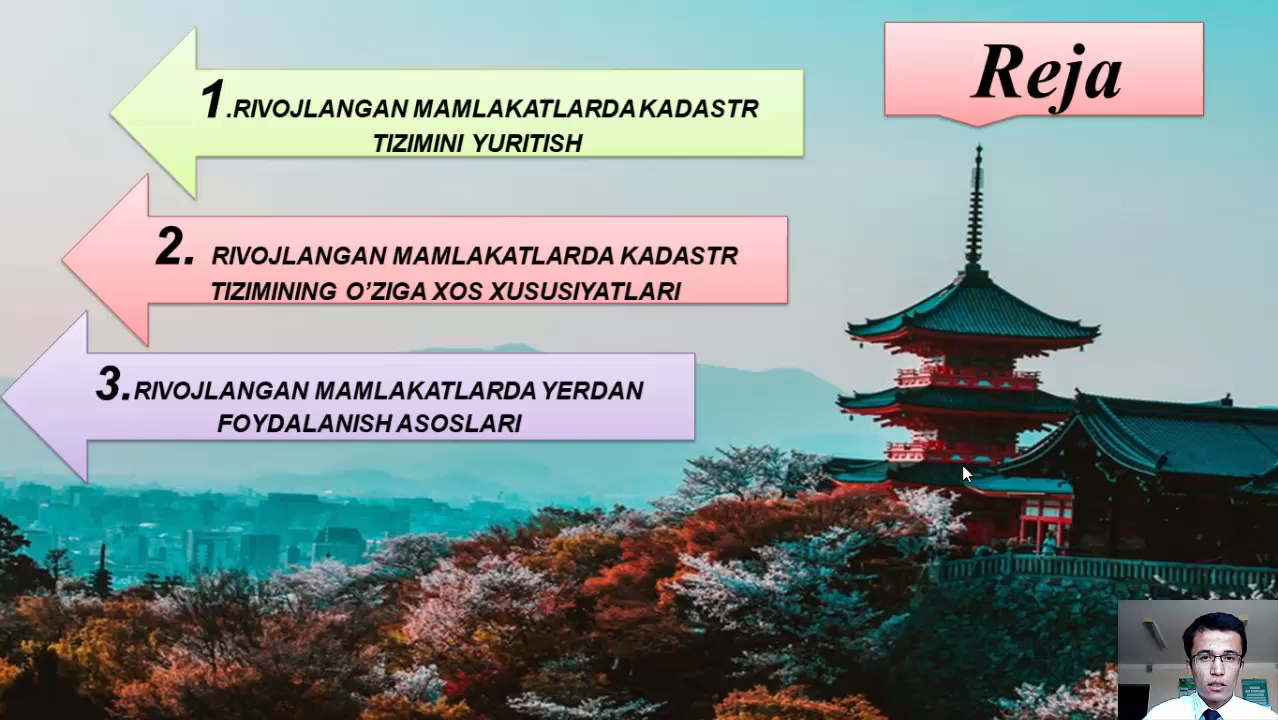 Reja
1.RIVOJLANGAN MAMLAKATLARDA KADASTR
TIZIMINI YURITISH
2. RIVOJLANGAN MAMLAKATLARDA KADASTR
TIZIMINING O’ZIGA XOS XUSUSIYATLARI
3.RIVOJLANGAN MAMLAKATLARDA YERDAN
FOYDALANISH ASOSLARI